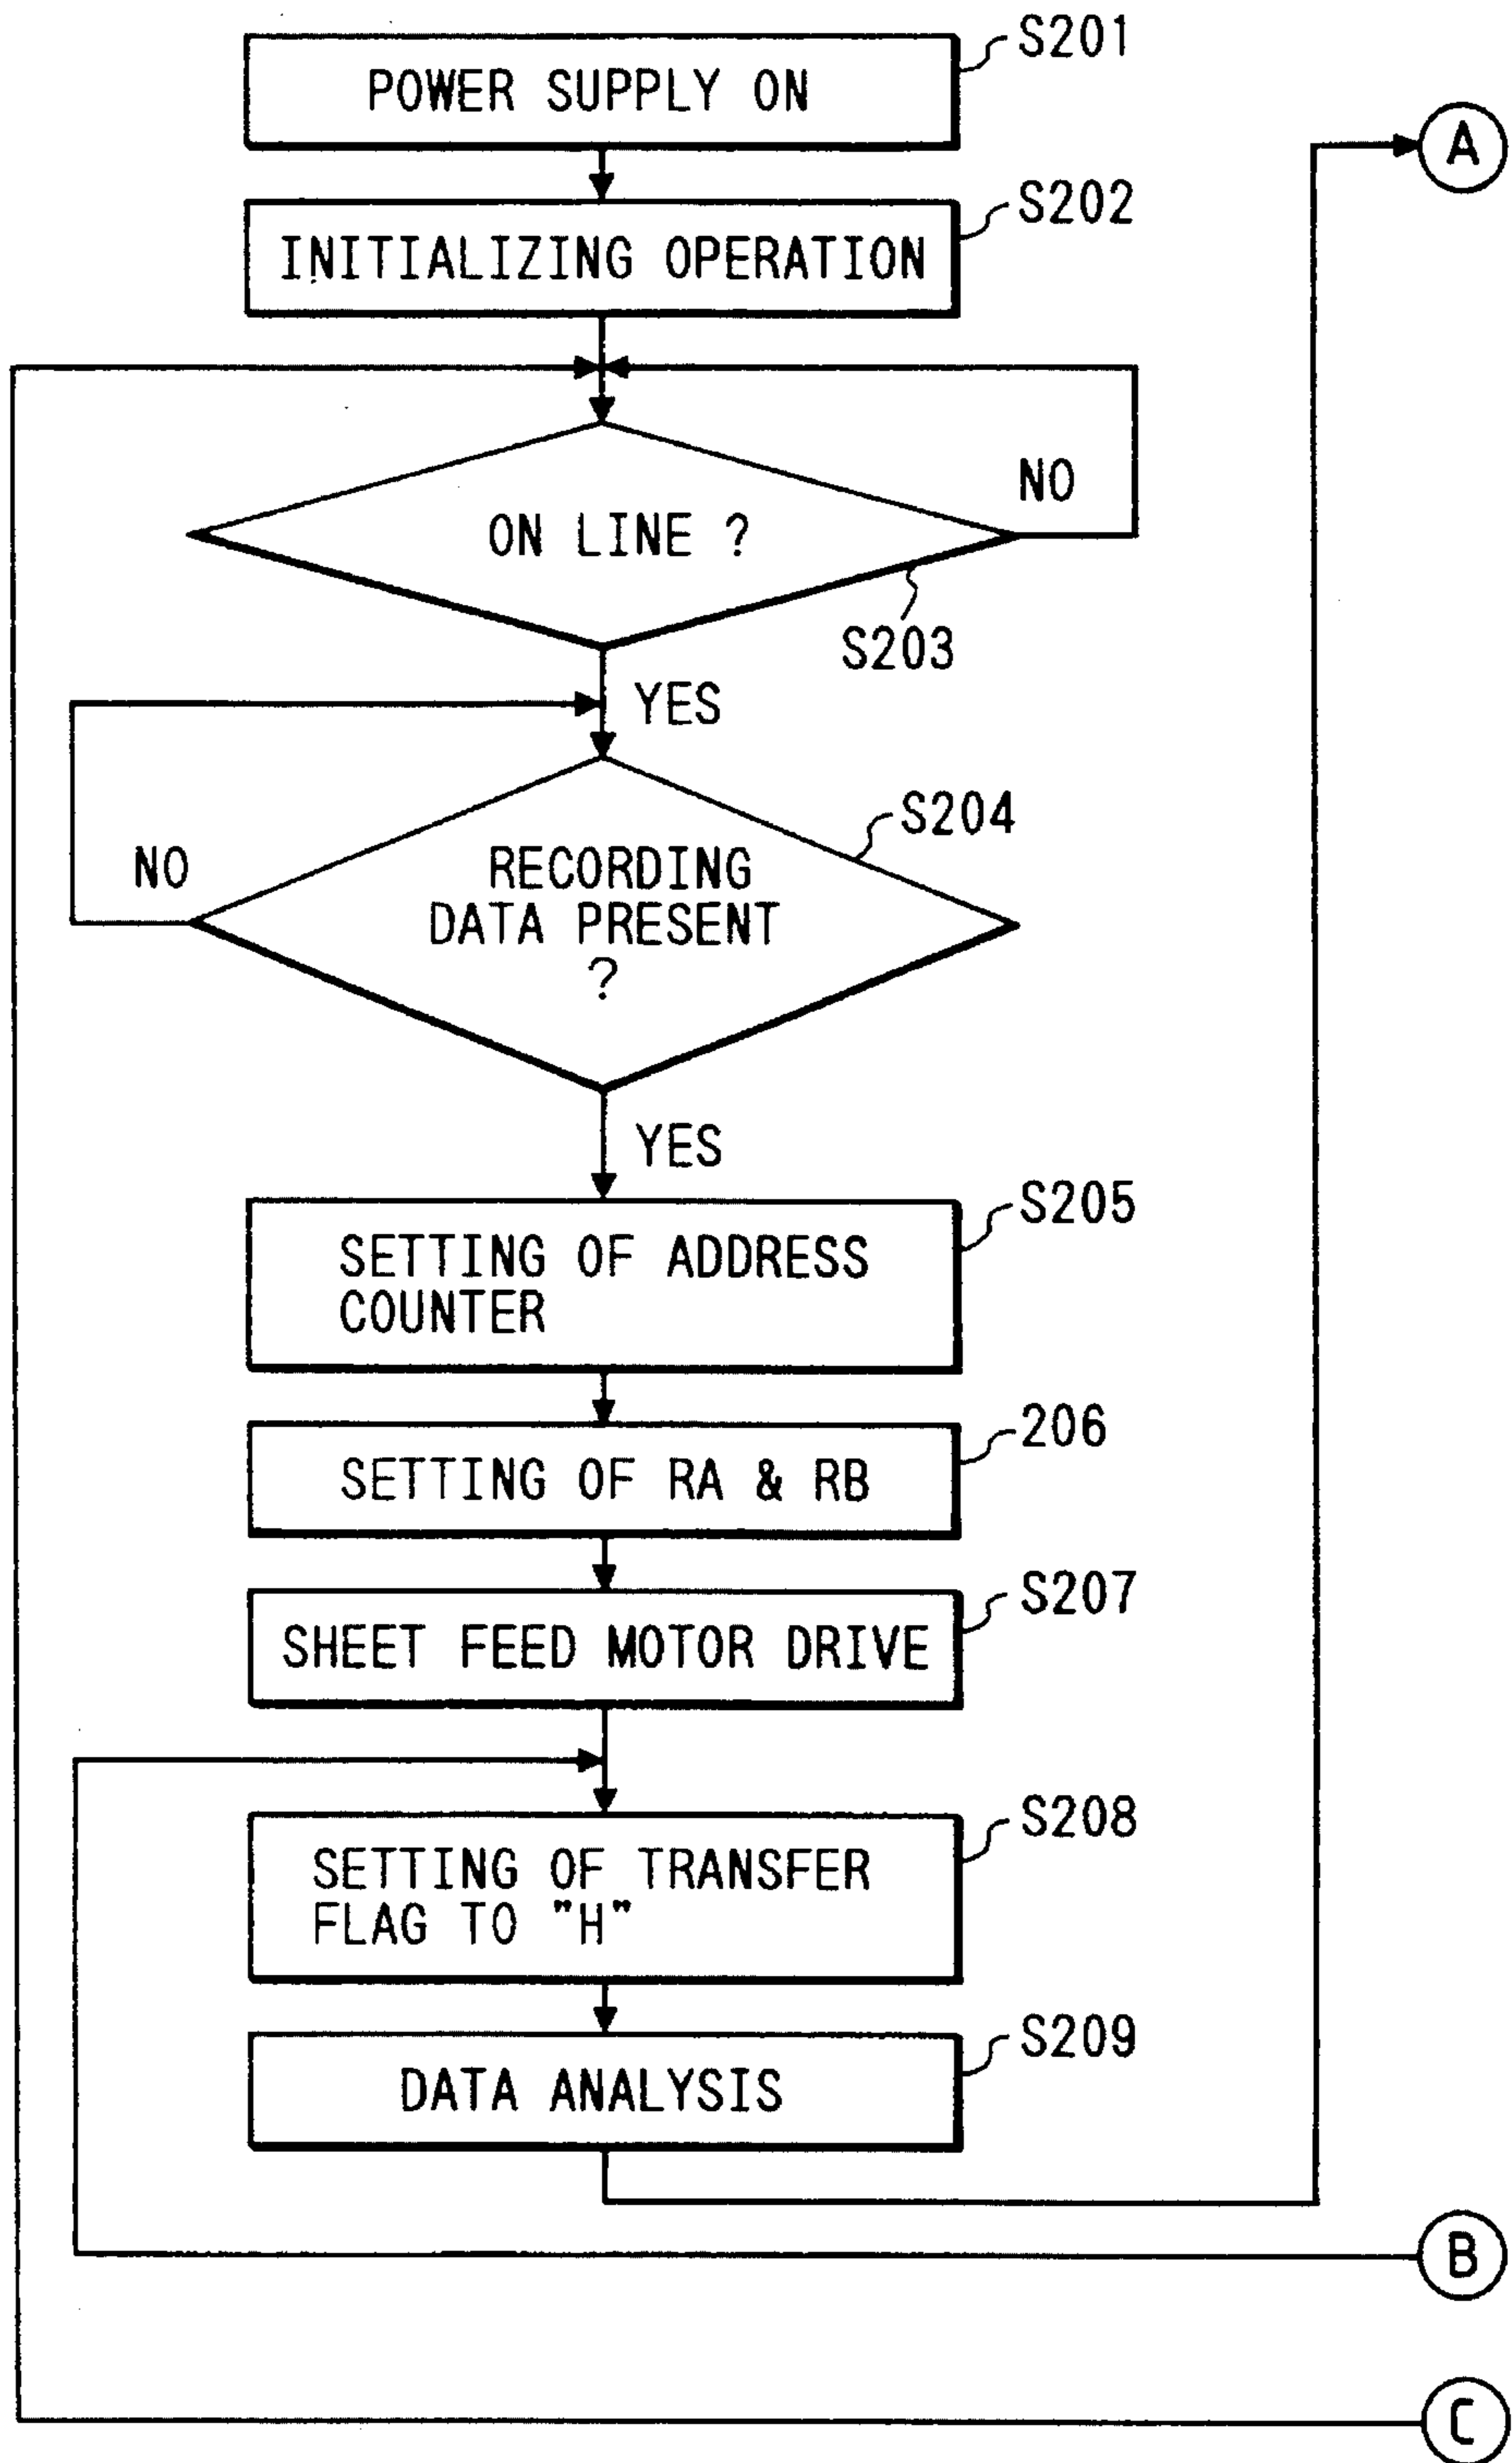 S201
POWER SUPPLY ON
A
S202
INITIALIZING OPERATION
NO
ON LINE ?
S203
YES
S204
NO
RECORDING
DATA PRESENT
?
YES
S205
SETTING OF ADDRESS
COUNTER
206
SETTING OF RA & RB
S207
SHEET FEED MOTOR DRIVE
S208
SETTING OF TRANSFER
FLAG TO "H"
S209
DATA ANALYSIS
B
C